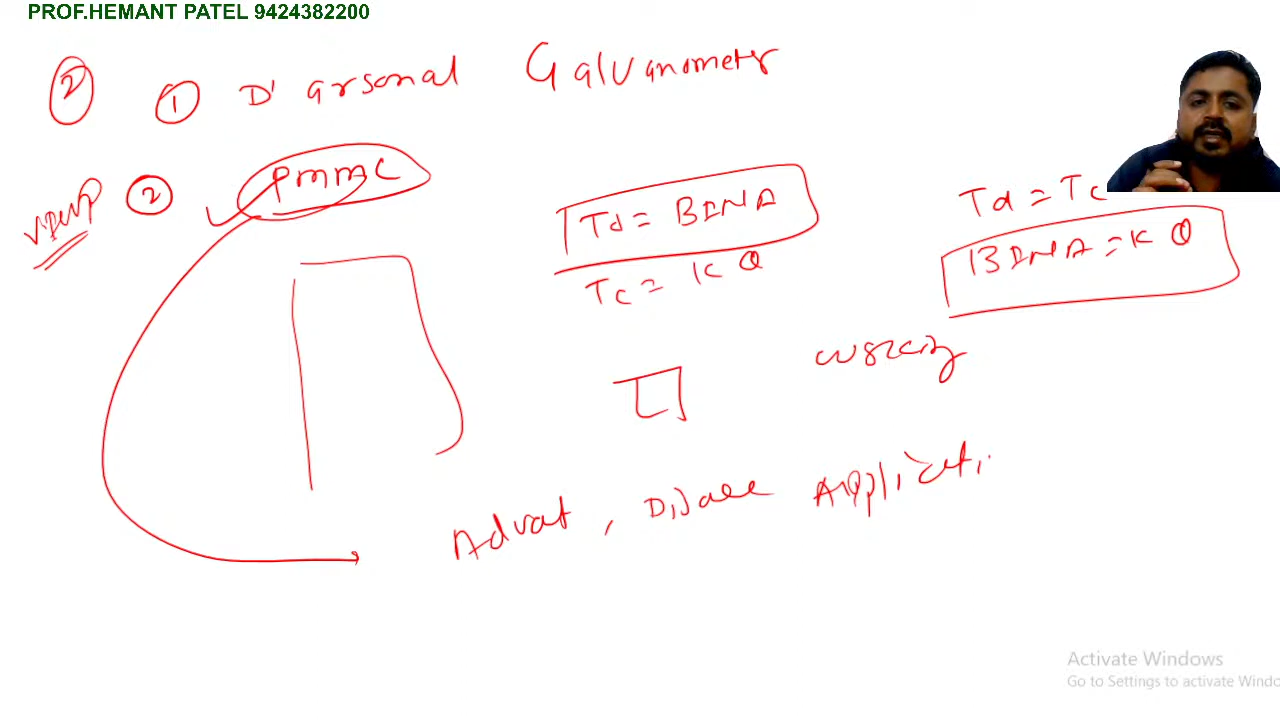 PROF.HEMANT PATEL 9424382200
② ① D' arsonal Galvanometer
VIMP ② PMMC
Td = BINA
Tc = K θ
Td = Tc
BINA = K θ
working
Advat, Disadv Applicati
Activate Windows
Go to Settings to activate Windo